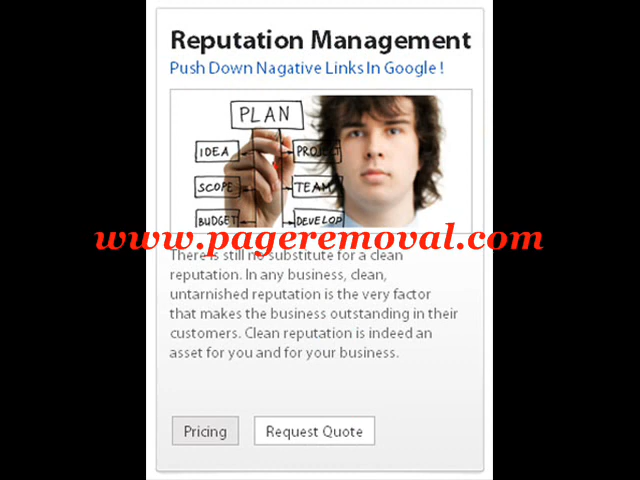 Reputation Management
Push Down Nagative Links In Google !
PLAN
IDEA
PROJECT
SCOPE
TEAM
BUDGET
DEVELOP
www.pageremoval.com
There is still no substitute for a clean
reputation. In any business, clean,
untarnished reputation is the very factor
that makes the business outstanding in their
customers. Clean reputation is indeed an
asset for you and for your business.
Pricing
Request Quote